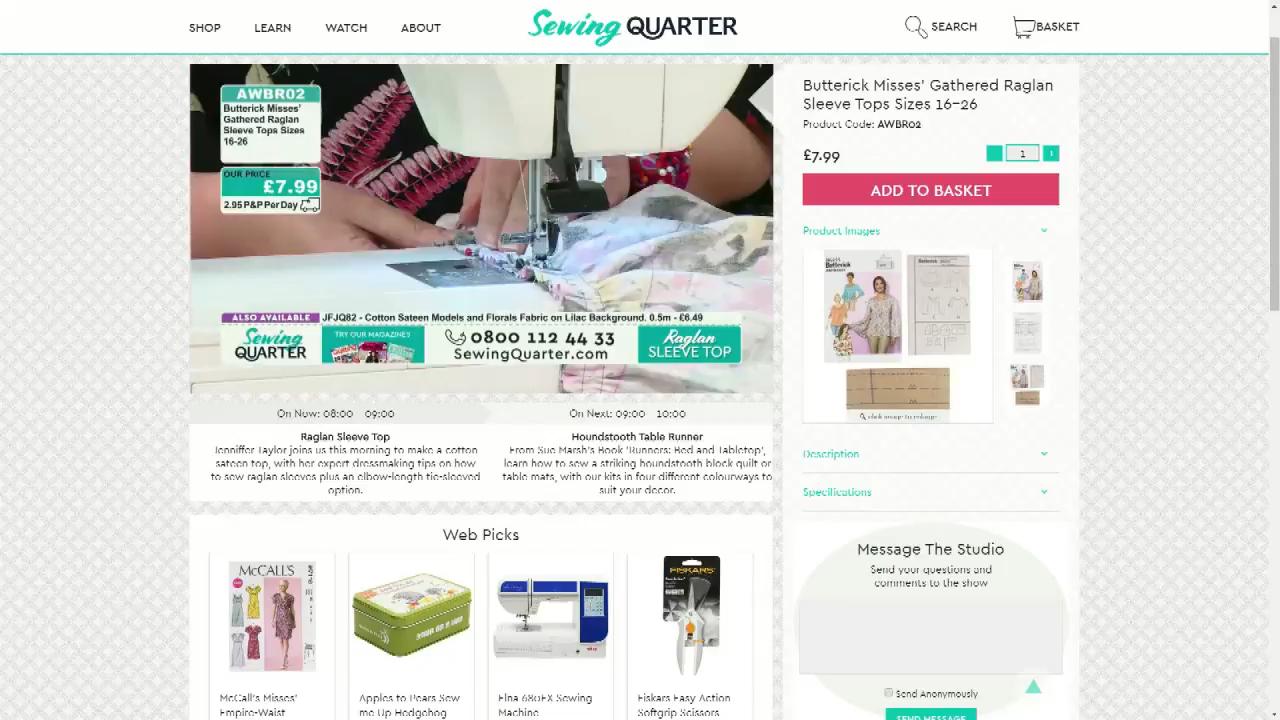 SHOP
LEARN
WATCH
ABOUT
Sewing QUARTER
SEARCH
BASKET
AWBR02
Butterick Misses'
Gathered Raglan
Sleeve Tops Sizes
16-26
OUR PRICE
£7.99
2.95 P&P Per Day
ALSO AVAILABLE
JFJQ82 - Cotton Sateen Models and Florals Fabric on Lilac Background. 0.5m - £6.49
Sewing
QUARTER
TRY OUR MAGAZINES
0800 112 44 33
SewingQuarter.com
Raglan
SLEEVE TOP
On Now: 08:00 09:00
Raglan Sleeve Top
Jenniffer Taylor joins us this morning to make a cotton
sateen top, with her expert dressmaking tips on how
to sew raglan sleeves plus an elbow-length tie-sleeved
option.
On Next: 09:00 10:00
Houndstooth Table Runner
From Sue Marsh's Book 'Runners: Bed and Tabletop',
learn how to sew a striking houndstooth block quilt or
table mats, with our kits in four different colourways to
suit your decor.
Butterick Misses' Gathered Raglan
Sleeve Tops Sizes 16-26
Product Code: AWBR02
£7.99
1
ADD TO BASKET
Product Images
Butterick
Butterick
click image to enlarge
Description
Specifications
Message The Studio
Send your questions and
comments to the show
Send Anonymously
SEND MESSAGE
Web Picks
McCALL'S
FISKARS
McCall's Misses'
Empire-Waist
Apples to Pears Sew
me Up Hedgehog
Elna 680EX Sewing
Machine
Fiskars Easy Action
Softgrip Scissors